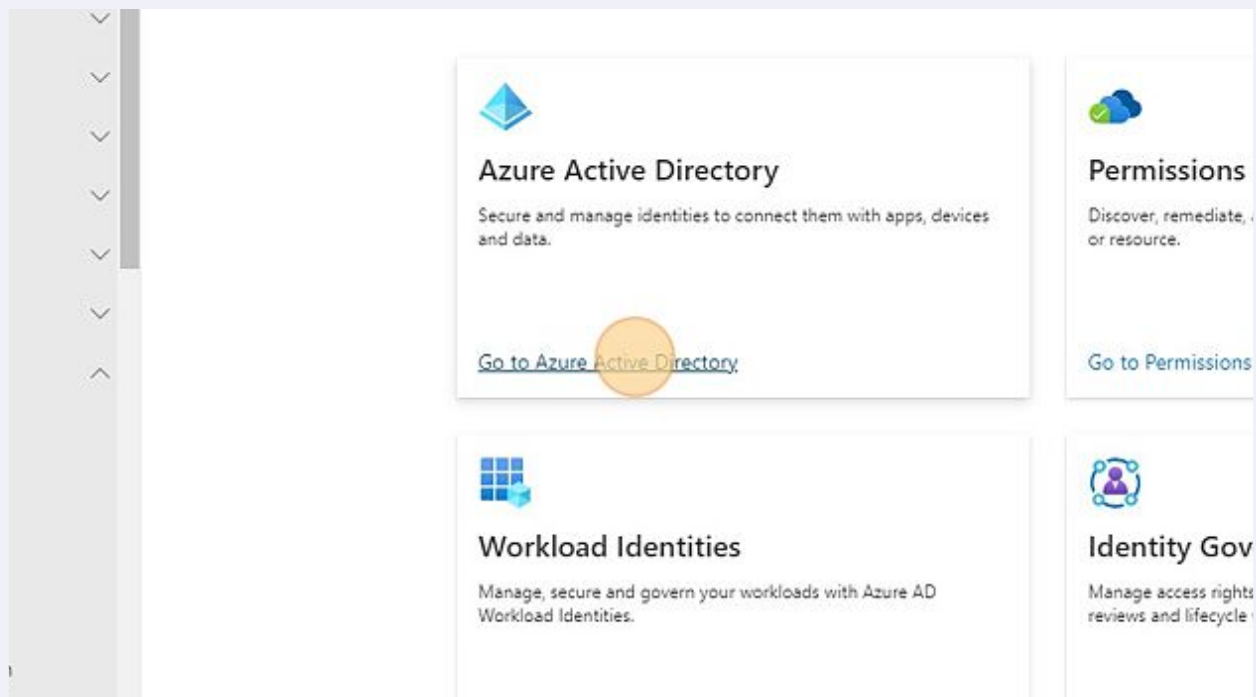 Azure Active Directory
Secure and manage identities to connect them with apps, devices
and data.
Go to Azure Active Directory
Permissions
Discover, remediate,
or resource.
Go to Permissions
Workload Identities
Manage, secure and govern your workloads with Azure AD
Workload Identities.
Identity Gov
Manage access rights
reviews and lifecycle